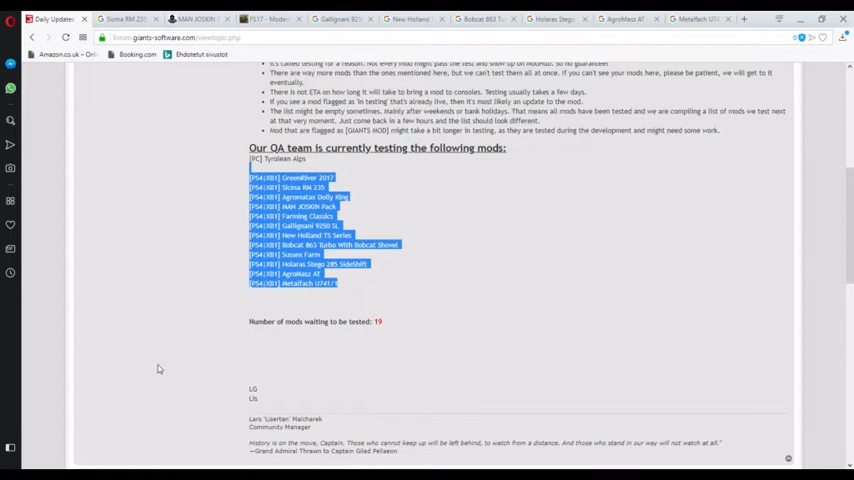 Daily Updates
Sicma RM 235
MAN JOSKIN P
FS17 - Modern
Gallignani 925
New Holland T
Bobcat 863 Tu
Holaras Stego
AgroMasz AT
Metalfach U74
forum.giants-software.com/viewtopic.php
Amazon.co.uk – Onl
Booking.com
Ehdotetut sivustot
It's called testing for a reason. Not every mod might pass the test and show up on ModHub. So no guarantee!
There are way more mods than the ones mentioned here, but we can't test them all at once. If you can't see your mods here, please be patient, we will get to it
eventually.
There is not ETA on how long it will take to bring a mod to consoles. Testing usually takes a few days.
If you see a mod flagged as 'in testing' that's already live, then it's most likely an update to the mod.
The list might be empty sometimes. Mainly after weekends or bank holidays. That means all mods have been tested and we are compiling a list of mods we test next
at that very moment. Just come back in a few hours and the list should look different.
Mod that are flagged as [GIANTS MOD] might take a bit longer in testing, as they are tested during the development and might need some work.
Our QA team is currently testing the following mods:
[PC] Tyrolean Alps
[PS4|XB1] GreenRiver 2017
[PS4|XB1] Sicma RM 235
[PS4|XB1] Agromatax Dolly King
[PS4|XB1] MAN JOSKIN Pack
[PS4|XB1] Farming Classics
[PS4|XB1] Gallignani 9250 SL
[PS4|XB1] New Holland T5 Series
[PS4|XB1] Bobcat 863 Turbo With Bobcat Shovel
[PS4|XB1] Sussex Farm
[PS4|XB1] Holaras Stego 285 SideShift
[PS4|XB1] AgroMasz AT
[PS4|XB1] Metalfach U741/1
Number of mods waiting to be tested: 19
LG
Lis
Lars 'Lisertan' Maicharek
Community Manager
History is on the move, Captain. Those who cannot keep up will be left behind, to watch from a distance. And those who stand in our way will not watch at all."
—Grand Admiral Thrawn to Captain Gilad Pellaeon